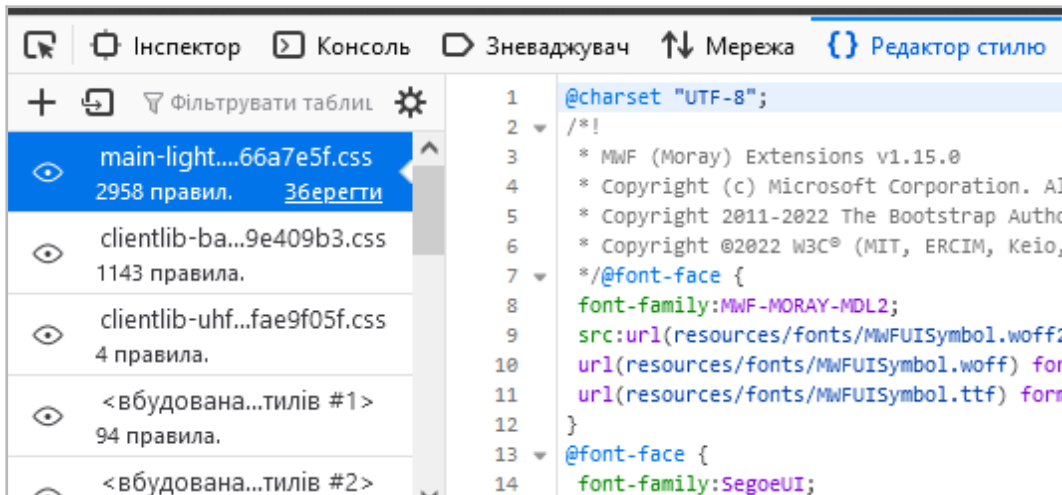 Інспектор Консоль Зневаджувач Мережа Редактор стилю
Фільтрувати таблиц
main-light....66a7e5f.css
2958 правил. Зберегти
clientlib-ba...9e409b3.css
1143 правила.
clientlib-uhf...fae9f05f.css
4 правила.
<вбудована...тилів #1>
94 правила.
<вбудована...тилів #2>
1 @charset "UTF-8";
2 /*!
3 * MWF (Moray) Extensions v1.15.0
4 * Copyright (c) Microsoft Corporation. Al
5 * Copyright 2011-2022 The Bootstrap Autho
6 * Copyright ©2022 W3C® (MIT, ERCIM, Keio,
7 */@font-face {
8 font-family:MWF-MORAY-MDL2;
9 src:url(resources/fonts/MWFUISymbol.woff2
10 url(resources/fonts/MWFUISymbol.woff) for
11 url(resources/fonts/MWFUISymbol.ttf) form
12 }
13 @font-face {
14 font-family:SegoeUI;